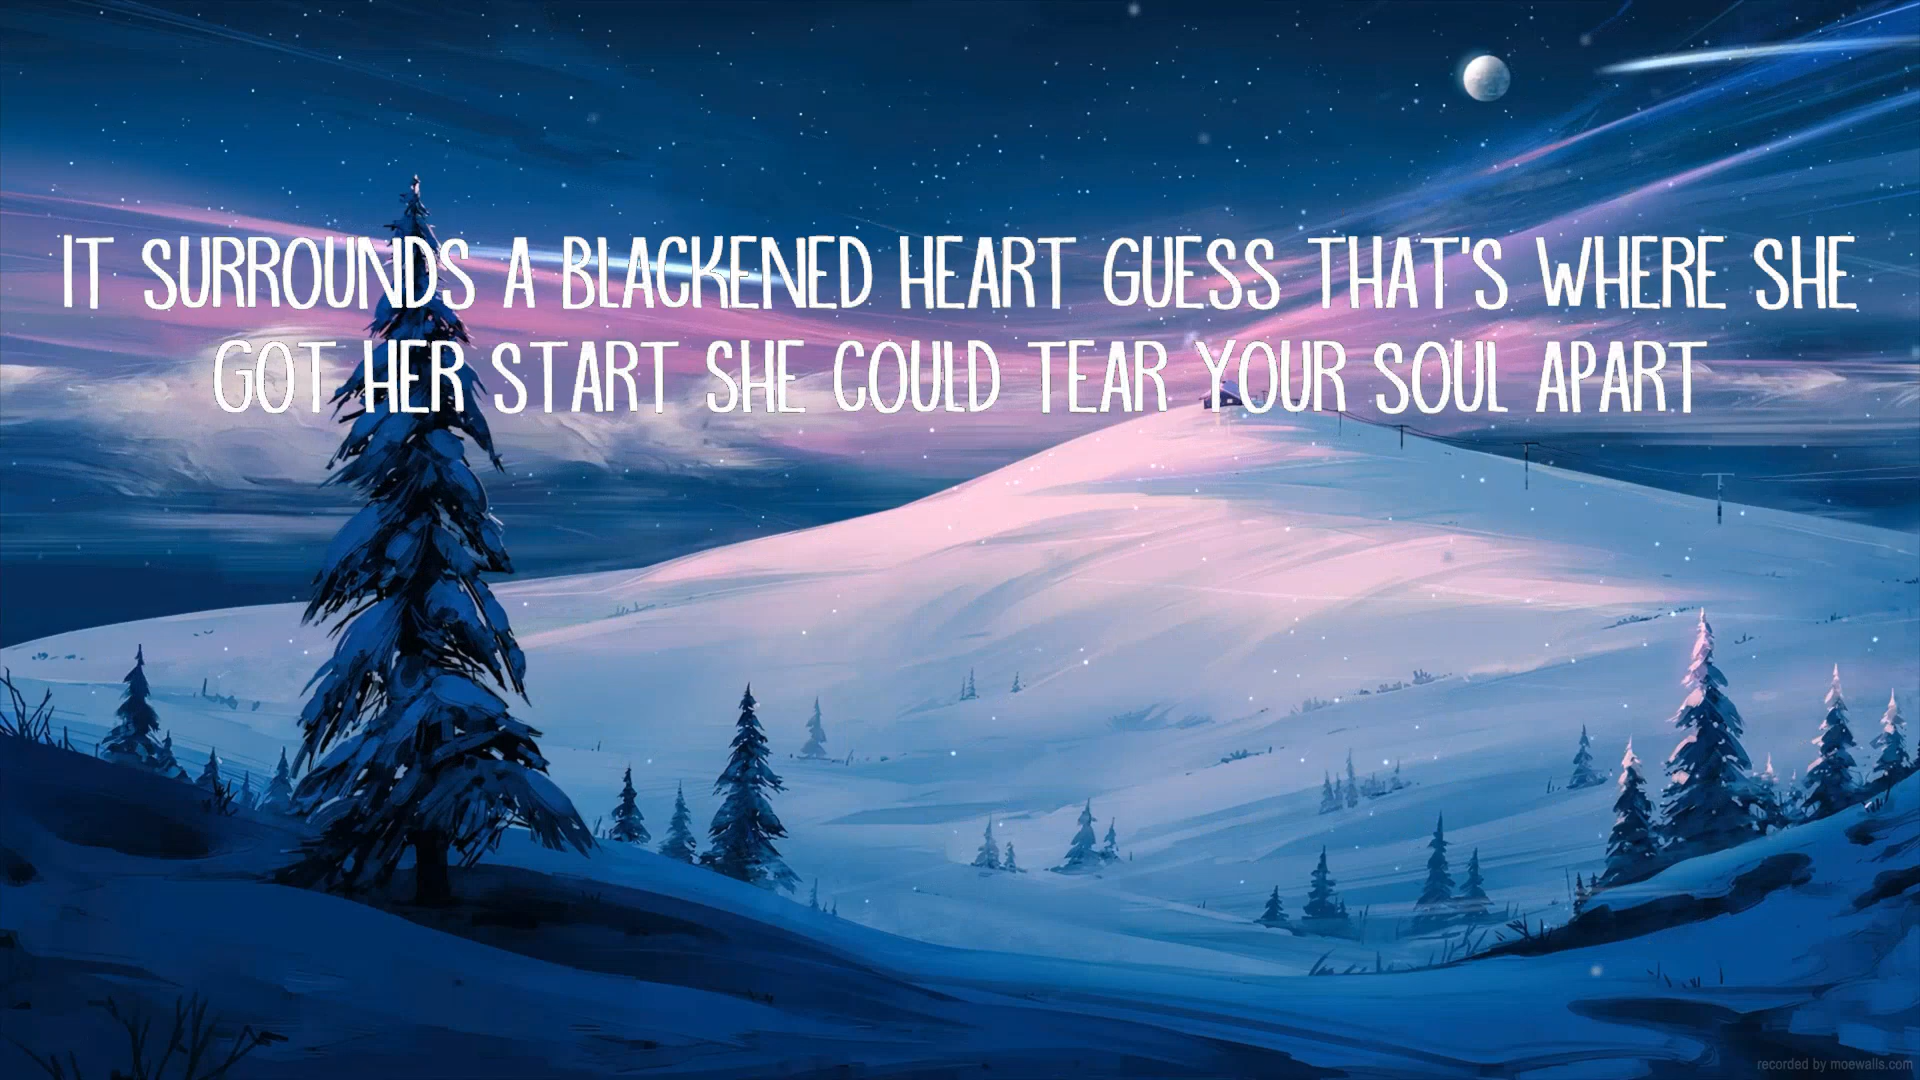 IT SURROUNDS A BLACKENED HEART GUESS THAT'S WHERE SHE
GOT HER START SHE COULD TEAR YOUR SOUL APART
recorded by moewalls.com